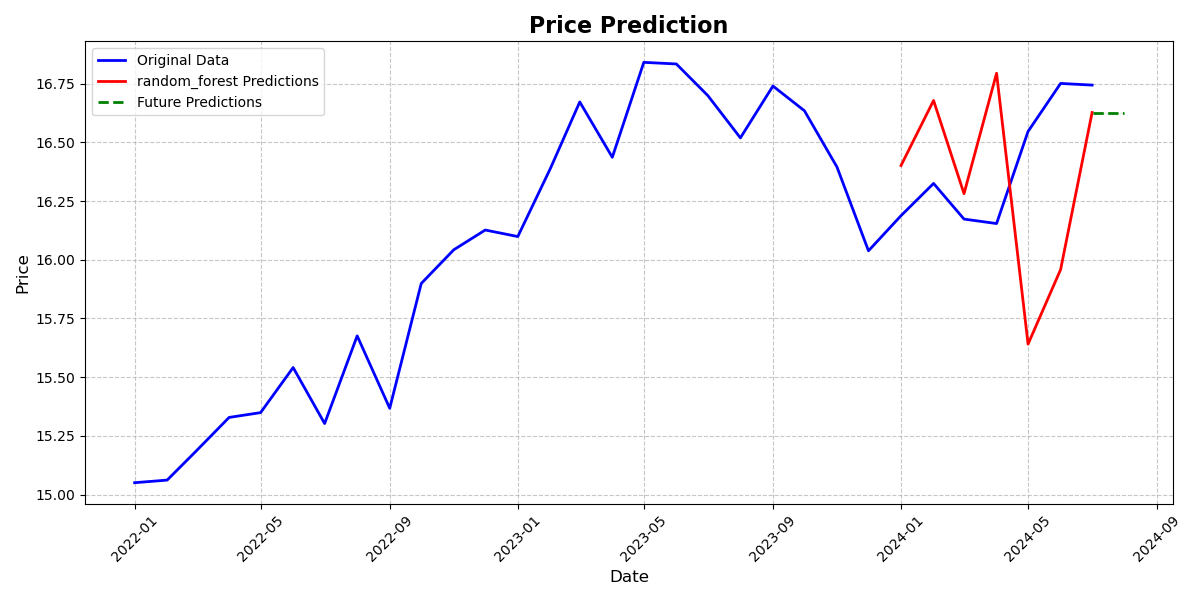 Price Prediction
Original Data
random_forest Predictions
Future Predictions
Price
16.75
16.50
16.25
16.00
15.75
15.50
15.25
15.00
2022-01
2022-05
2022-09
2023-01
2023-05
2023-09
2024-01
2024-05
2024-09
Date